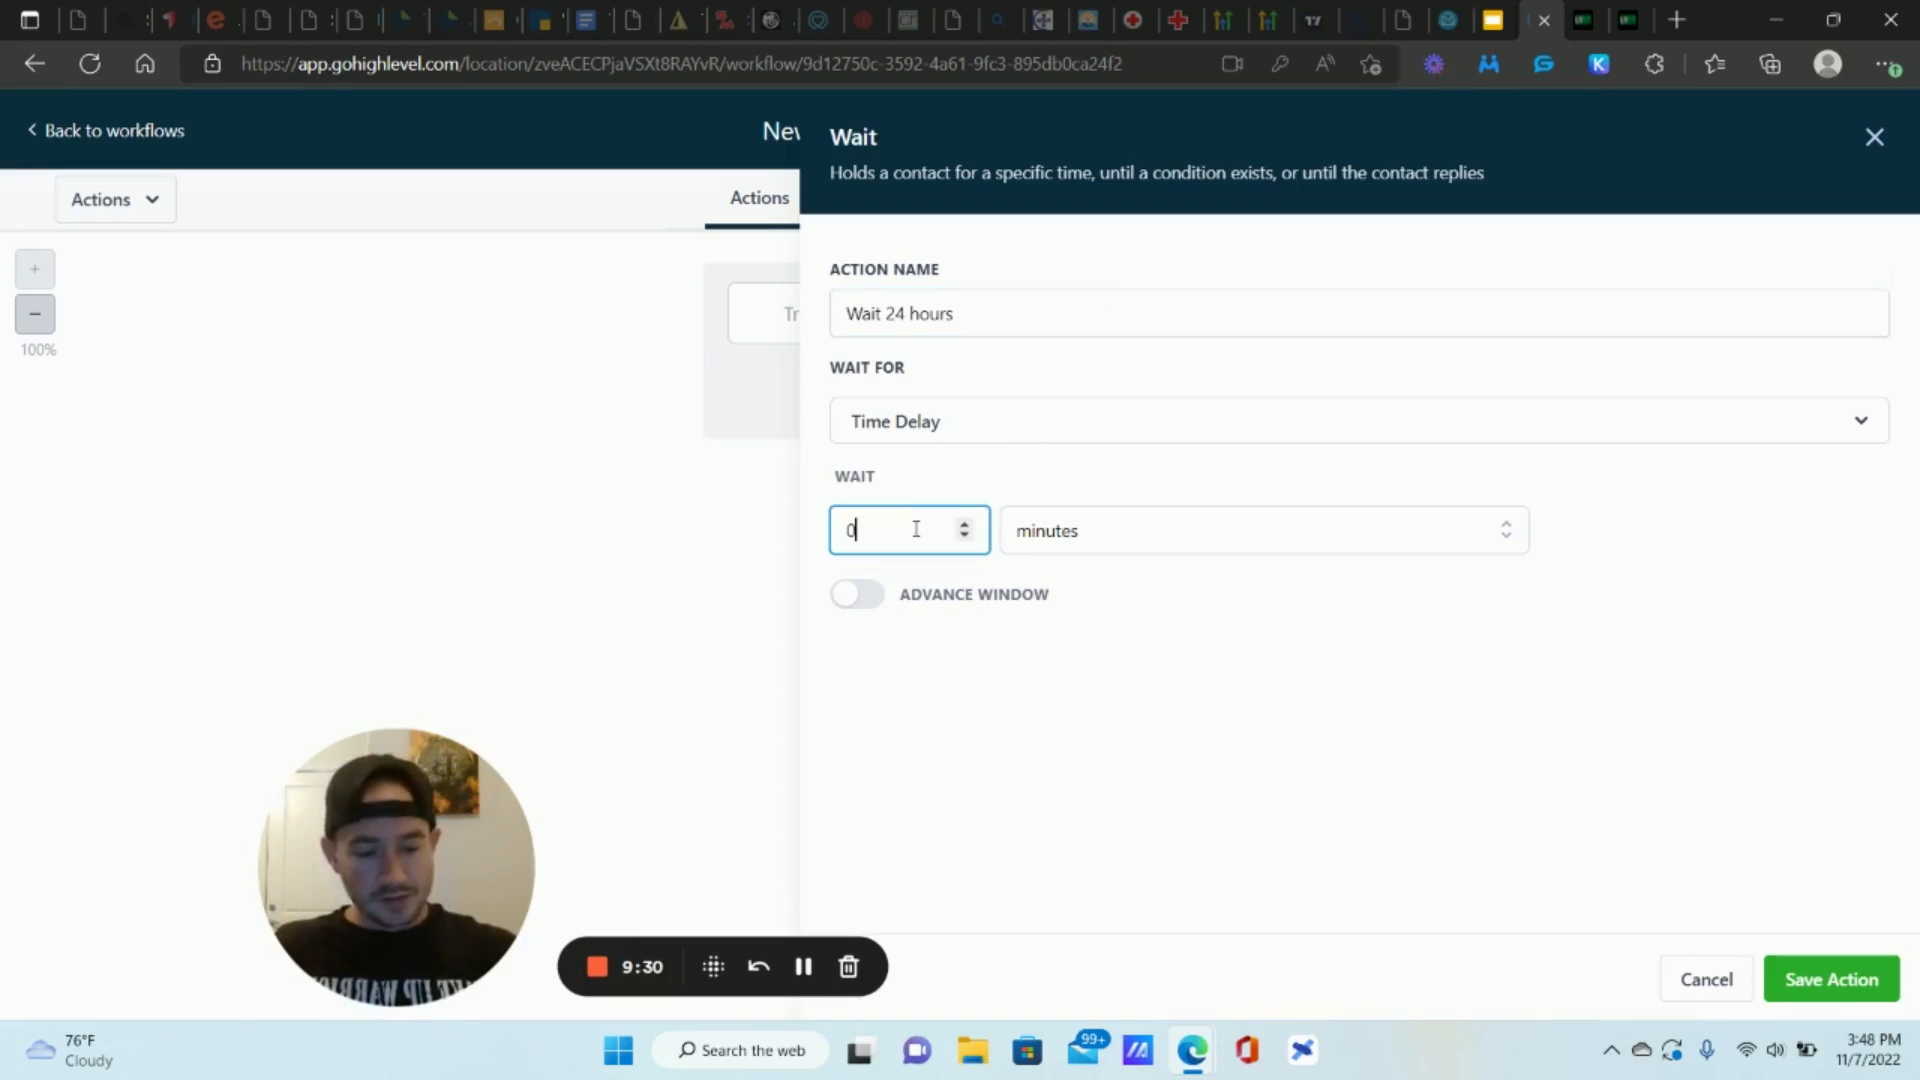 https://app.gohighlevel.com/location/zveACECPjaVSXt8RAYvR/workflow/9d12750c-3592-4a61-9fc3-895db0ca24f2
Back to workflows
New
Wait
Holds a contact for a specific time, until a condition exists, or until the contact replies
Actions
Actions
ACTION NAME
Wait 24 hours
100%
Tr
WAIT FOR
Time Delay
WAIT
0
minutes
ADVANCE WINDOW
9:30
Cancel
Save Action
76°F
Cloudy
Search the web
99+
3:48 PM
11/7/2022